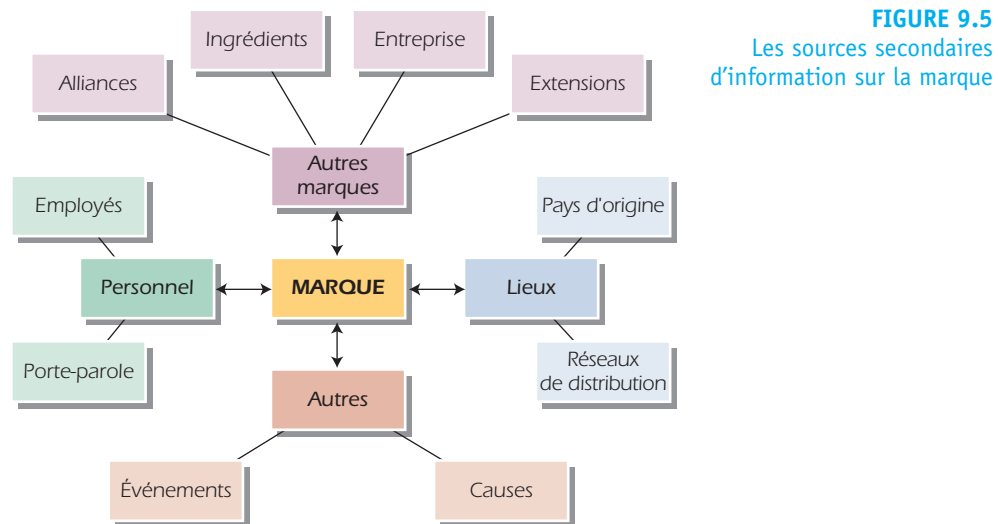 FIGURE 9.5
Les sources secondaires
d'information sur la marque
Ingrédients
Entreprise
Alliances
Extensions
Autres
marques
Employés
Pays d'origine
Personnel
MARQUE
Lieux
Porte-parole
Réseaux
de distribution
Autres
Événements
Causes